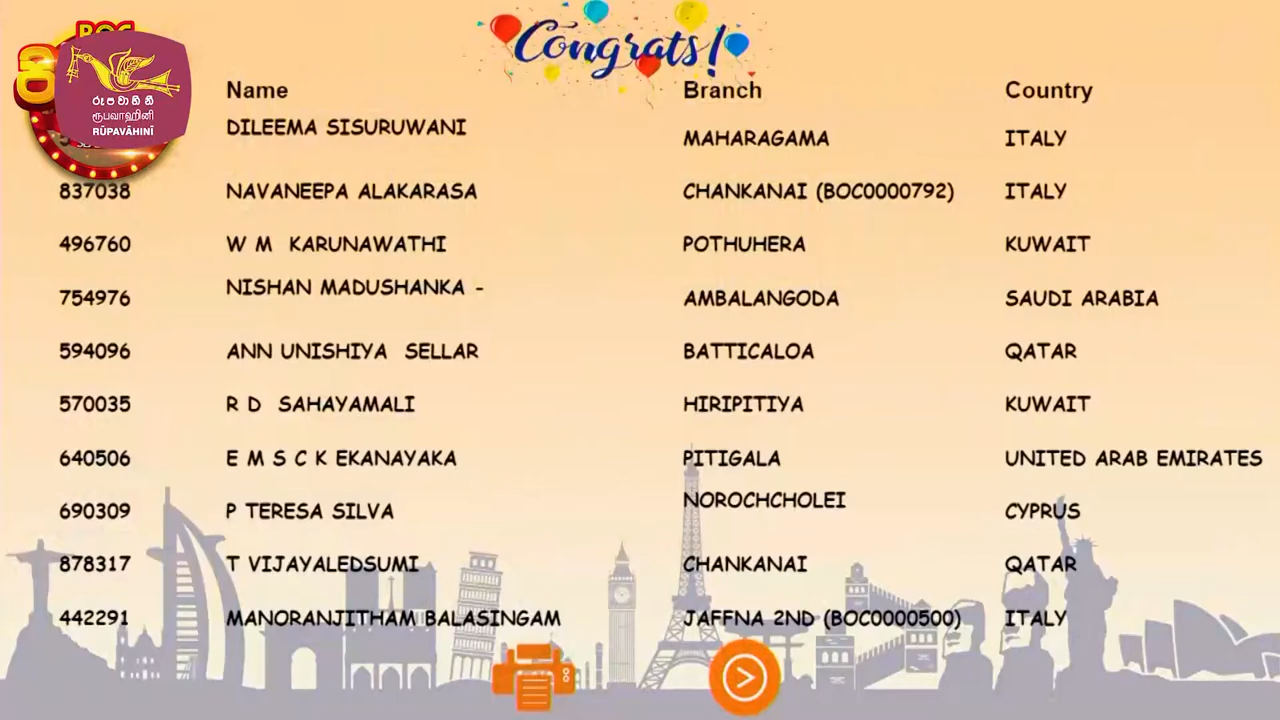 Congrats!
BOC
රූපවාහිනී
ரூபவாஹினி
RŪPAVĀHINĪ
Name Branch Country
DILEEMA SISURUWANI MAHARAGAMA ITALY
837038 NAVANEEPA ALAKARASA CHANKANAI (BOC0000792) ITALY
496760 W M KARUNAWATHI POTHUHERA KUWAIT
754976 NISHAN MADUSHANKA - AMBALANGODA SAUDI ARABIA
594096 ANN UNISHIYA SELLAR BATTICALOA QATAR
570035 R D SAHAYAMALI HIRIPITIYA KUWAIT
640506 E M S C K EKANAYAKA PITIGALA UNITED ARAB EMIRATES
690309 P TERESA SILVA NOROCHCHOLEI CYPRUS
878317 T VIJAYALEDSUMI CHANKANAI QATAR
442291 MANORANJITHAM BALASINGAM JAFFNA 2ND (BOC0000500) ITALY